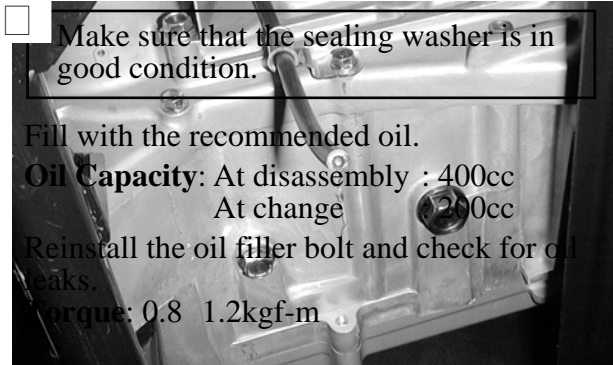 Make sure that the sealing washer is in
good condition.
Fill with the recommended oil.
Oil Capacity: At disassembly : 400cc
At change : 200cc
Reinstall the oil filler bolt and check for oil
leaks.
Torque: 0.8 1.2kgf-m